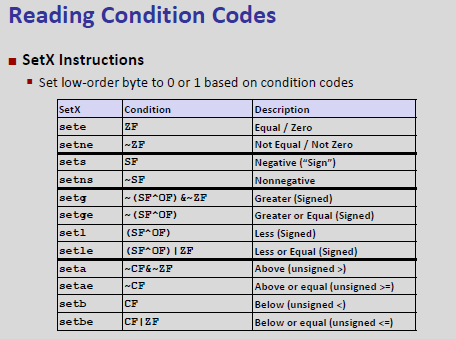 Reading Condition Codes
SetX Instructions
Set low-order byte to 0 or 1 based on condition codes
SetX Condition Description
sete ZF Equal / Zero
setne ~ZF Not Equal / Not Zero
sets SF Negative (“Sign”)
setns ~SF Nonnegative
setg ~(SF^OF)&~ZF Greater (Signed)
setge ~(SF^OF) Greater or Equal (Signed)
setl (SF^OF) Less (Signed)
setle (SF^OF)|ZF Less or Equal (Signed)
seta ~CF&~ZF Above (unsigned >)
setae ~CF Above or equal (unsigned >=)
setb CF Below (unsigned <)
setbe CF|ZF Below or equal (unsigned <=)